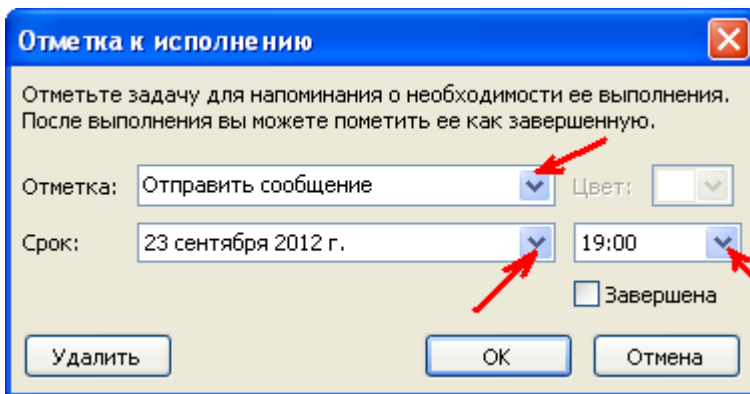 Отметка к исполнению
Отметьте задачу для напоминания о необходимости ее выполнения.
После выполнения вы можете пометить ее как завершенную.
Отметка: Отправить сообщение Цвет:
Срок: 23 сентября 2012 г. 19:00
Завершена
Удалить ОК Отмена